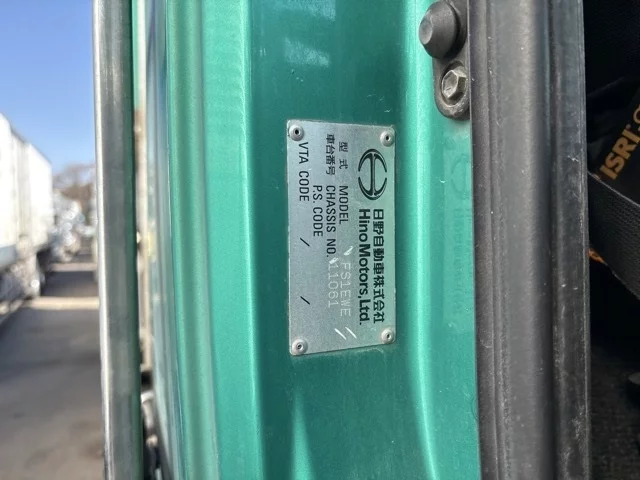 日野自動車株式会社
Hino Motors, Ltd.
型式 MODEL FS1EWE
車台番号 CHASSIS NO. 11061
P.S. CODE
VTA CODE / /
ISRI